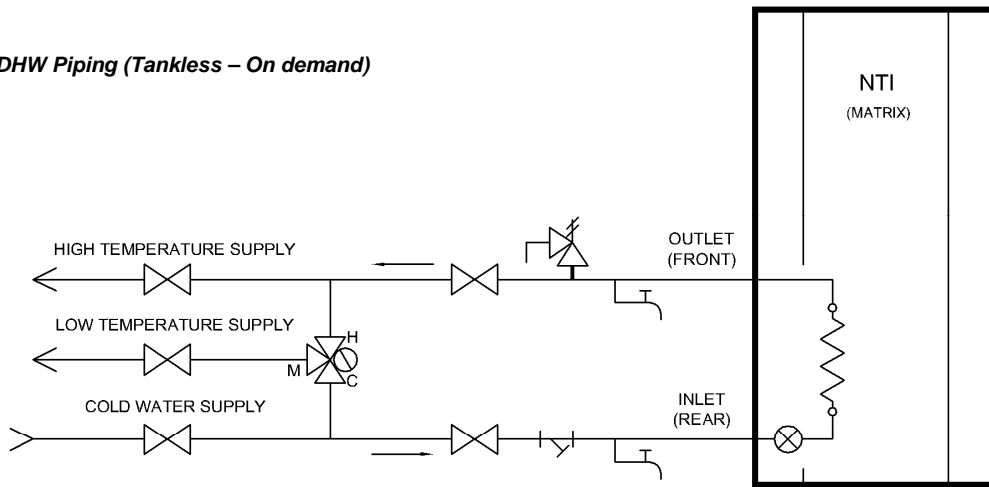 DHW Piping (Tankless – On demand)
NTI
(MATRIX)
HIGH TEMPERATURE SUPPLY
OUTLET
(FRONT)
LOW TEMPERATURE SUPPLY
H
M
C
COLD WATER SUPPLY
INLET
(REAR)